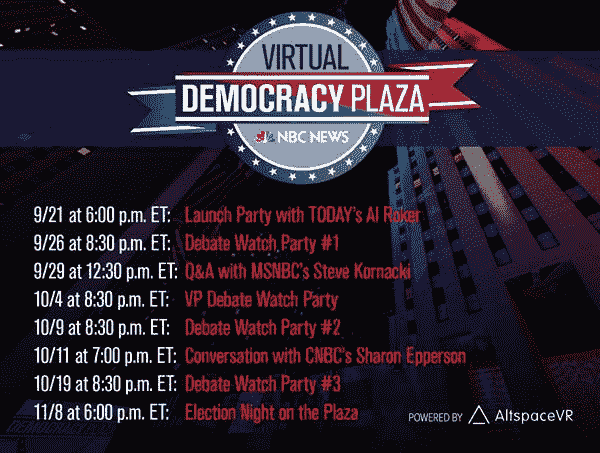 VIRTUAL
DEMOCRACY PLAZA
NBC NEWS
9/21 at 6:00 p.m. ET: Launch Party with TODAY's Al Roker
9/26 at 8:30 p.m. ET: Debate Watch Party #1
9/29 at 12:30 p.m. ET: Q&A with MSNBC's Steve Kornacki
10/4 at 8:30 p.m. ET: VP Debate Watch Party
10/9 at 8:30 p.m. ET: Debate Watch Party #2
10/11 at 7:00 p.m. ET: Conversation with CNBC's Sharon Epperson
10/19 at 8:30 p.m. ET: Debate Watch Party #3
11/8 at 6:00 p.m. ET: Election Night on the Plaza
POWERED BY AltspaceVR